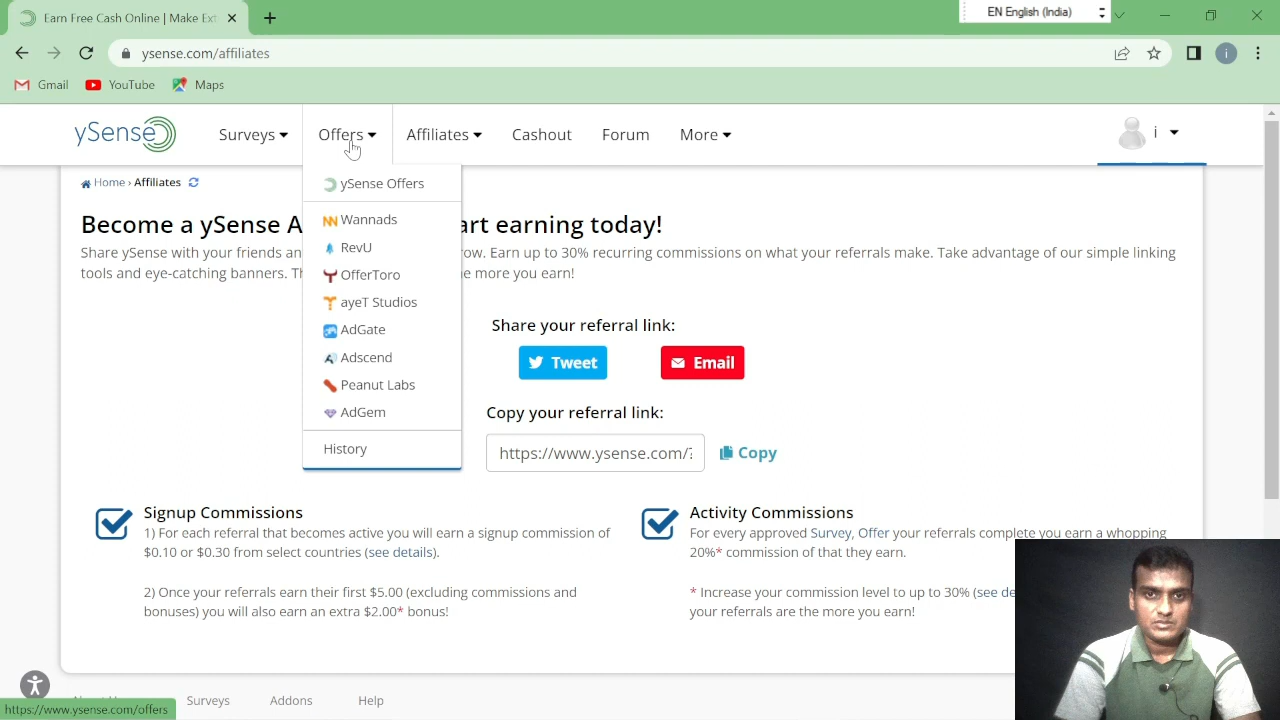 Earn Free Cash Online | Make Ext
EN English (India)
ysense.com/affiliates
i
Gmail
YouTube
Maps
ySense
Surveys
Offers
Affiliates
Cashout
Forum
More
i
Home › Affiliates
ySense Offers
Wannads
RevU
OfferToro
ayeT Studios
AdGate
Adscend
Peanut Labs
AdGem
History
Become a ySense A art earning today!
Share ySense with your friends an row. Earn up to 30% recurring commissions on what your referrals make. Take advantage of our simple linking
tools and eye-catching banners. Th e more you earn!
Share your referral link:
Tweet
Email
Copy your referral link:
https://www.ysense.com/?
Copy
Signup Commissions
1) For each referral that becomes active you will earn a signup commission of
$0.10 or $0.30 from select countries (see details).
2) Once your referrals earn their first $5.00 (excluding commissions and
bonuses) you will also earn an extra $2.00* bonus!
Activity Commissions
For every approved Survey, Offer your referrals complete you earn a whopping
20%* commission of that they earn.
* Increase your commission level to up to 30% (see de
your referrals are the more you earn!
Surveys
Addons
Help
https://www.ysense.com/offers